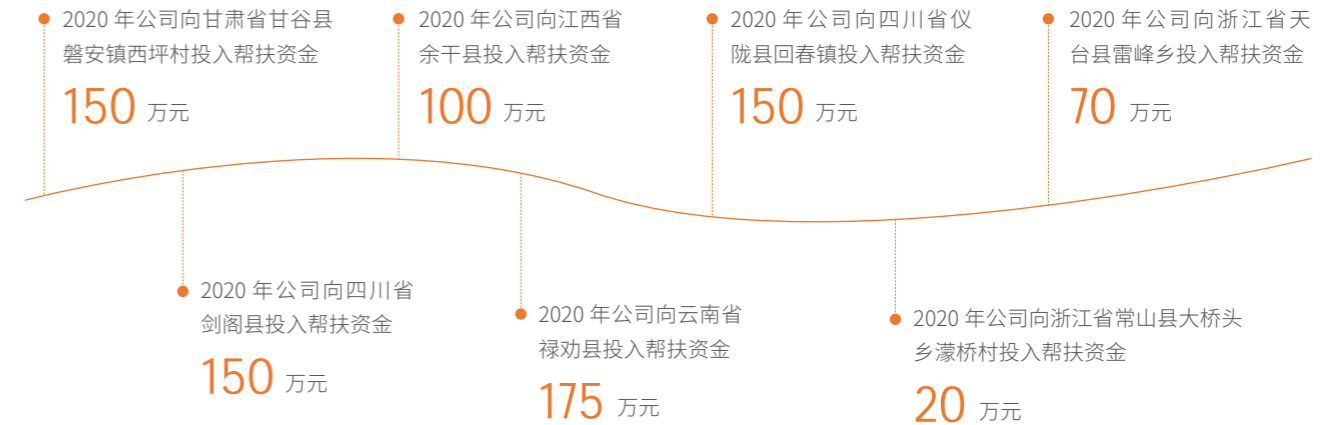 2020 年公司向甘肃省甘谷县
磐安镇西坪村投入帮扶资金
150 万元
2020 年公司向江西省
余干县投入帮扶资金
100 万元
2020 年公司向四川省仪
陇县回春镇投入帮扶资金
150 万元
2020 年公司向浙江省天
台县雷峰乡投入帮扶资金
70 万元
2020 年公司向四川省
剑阁县投入帮扶资金
150 万元
2020 年公司向云南省
禄劝县投入帮扶资金
175 万元
2020 年公司向浙江省常山县大桥头
乡濛桥村投入帮扶资金
20 万元